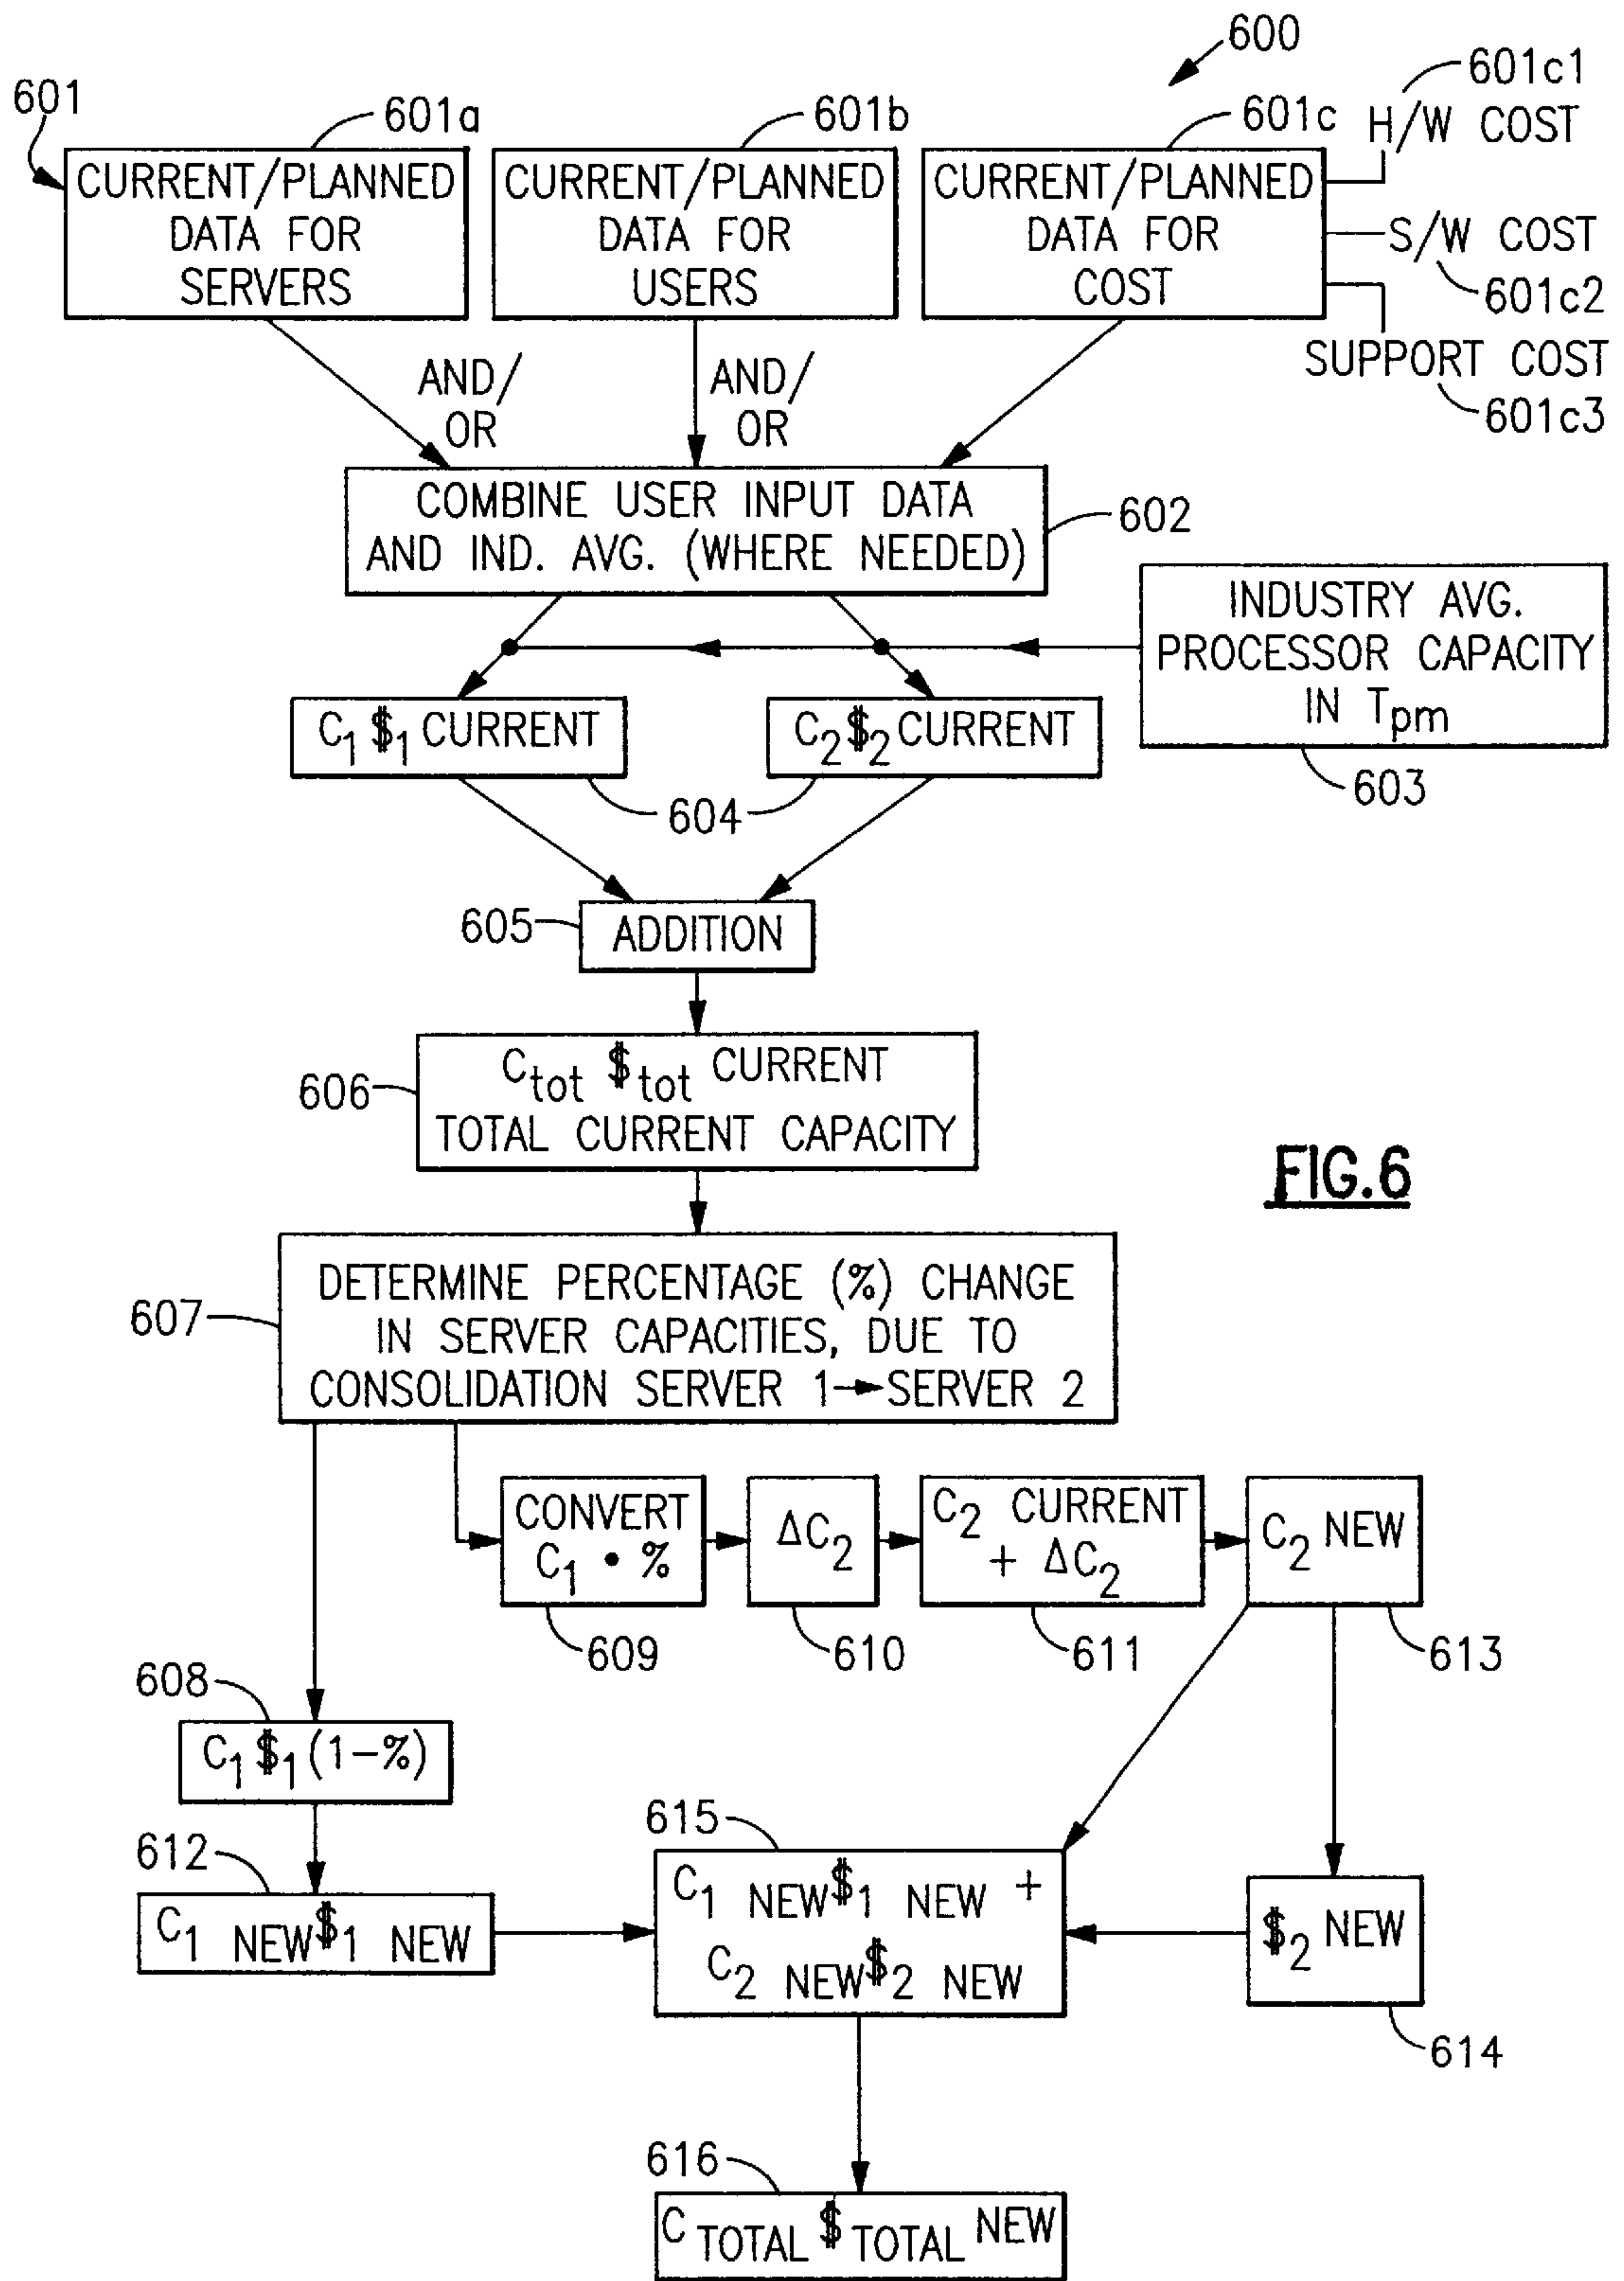 600
601
601a
601b
601c
601c1
H/W COST
CURRENT/PLANNED
DATA FOR
SERVERS
CURRENT/PLANNED
DATA FOR
USERS
CURRENT/PLANNED
DATA FOR
COST
S/W COST
601c2
SUPPORT COST
601c3
AND/
OR
AND/
OR
COMBINE USER INPUT DATA
AND IND. AVG. (WHERE NEEDED)
602
INDUSTRY AVG.
PROCESSOR CAPACITY
IN Tpm
603
C1 $1 CURRENT
C2 $2 CURRENT
604
605
ADDITION
606
Ctot $tot CURRENT
TOTAL CURRENT CAPACITY
FIG.6
607
DETERMINE PERCENTAGE (%) CHANGE
IN SERVER CAPACITIES, DUE TO
CONSOLIDATION SERVER 1→SERVER 2
CONVERT
C1 • %
ΔC2
C2 CURRENT
+ ΔC2
C2 NEW
609
610
611
613
608
C1 $1 (1-%)
612
C1 NEW $1 NEW
615
C1 NEW $1 NEW +
C2 NEW $2 NEW
$2 NEW
614
616
C TOTAL $ TOTAL NEW